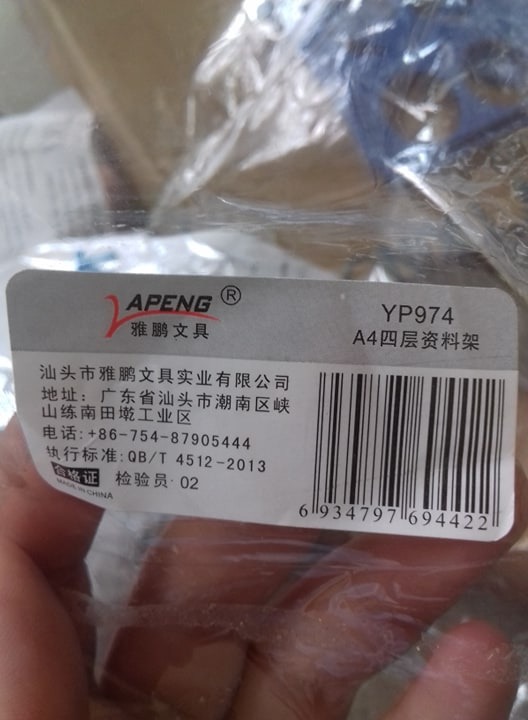 YAPENG®
雅鹏文具
YP974
A4四层资料架
汕头市雅鹏文具实业有限公司
地址：广东省汕头市潮南区峡
山练南田墘工业区
电话:+86-754-87905444
执行标准:QB/T 4512-2013
合格证 检验员 02
MADE IN CHINA
6 934797 694422